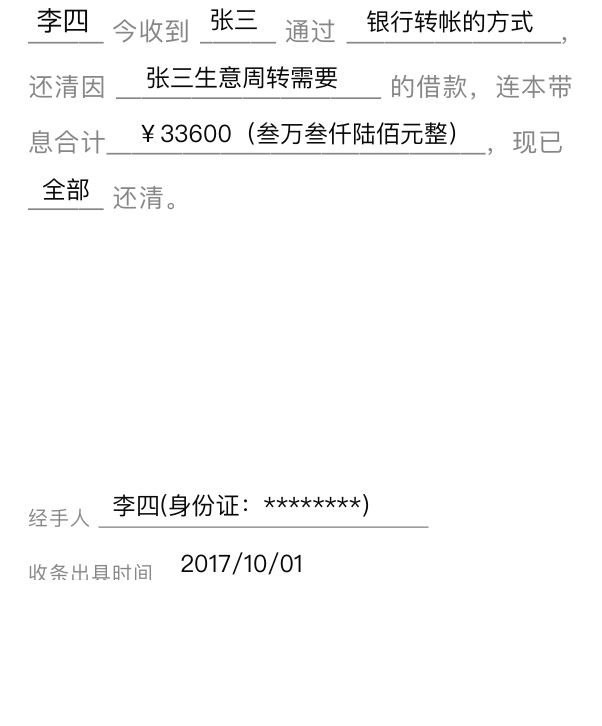 李四 今收到 张三 通过 银行转帐的方式，
还清因 张三生意周转需要 的借款，连本带
息合计 ￥33600（叁万叁仟陆佰元整），现已
全部 还清。
经手人 李四(身份证：********)
收条出具时间 2017/10/01